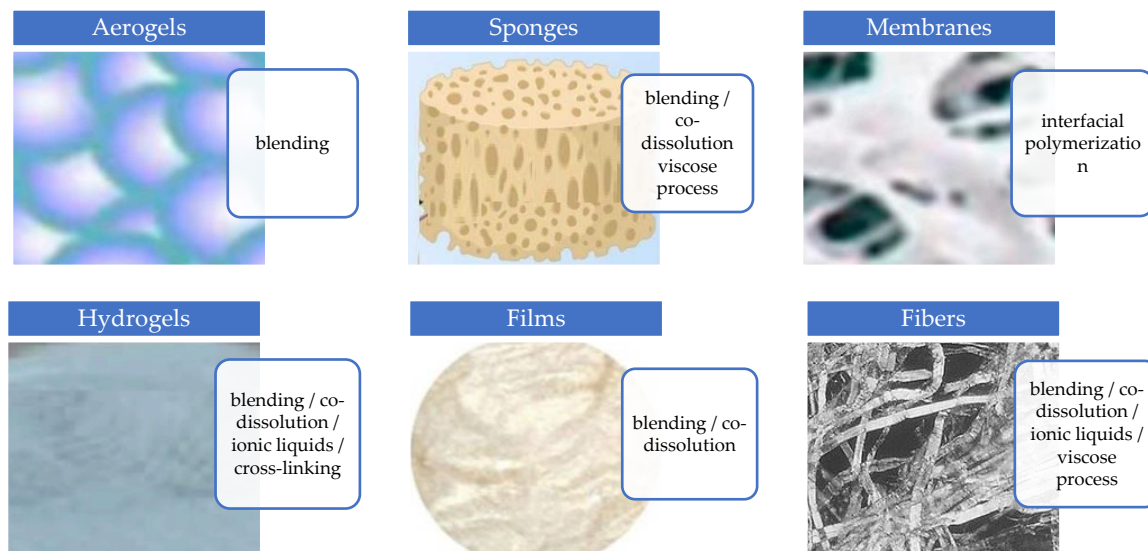 Aerogels
blending
Sponges
blending /
co-
dissolution
viscose
process
Membranes
interfacial
polymerizatio
n
Hydrogels
blending / co-
dissolution /
ionic liquids /
cross-linking
Films
blending / co-
dissolution
Fibers
blending / co-
dissolution /
ionic liquids /
viscose
process